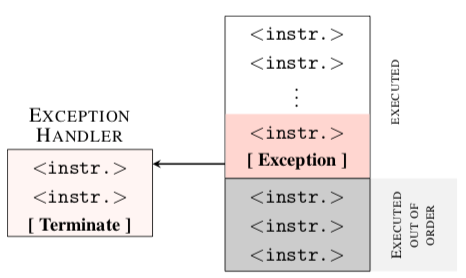 <instr.>
<instr.>
⋮
<instr.>
[ Exception ]
<instr.>
<instr.>
<instr.>
EXECUTED
EXECUTED
OUT OF
ORDER
EXCEPTION
HANDLER
<instr.>
<instr.>
[ Terminate ]